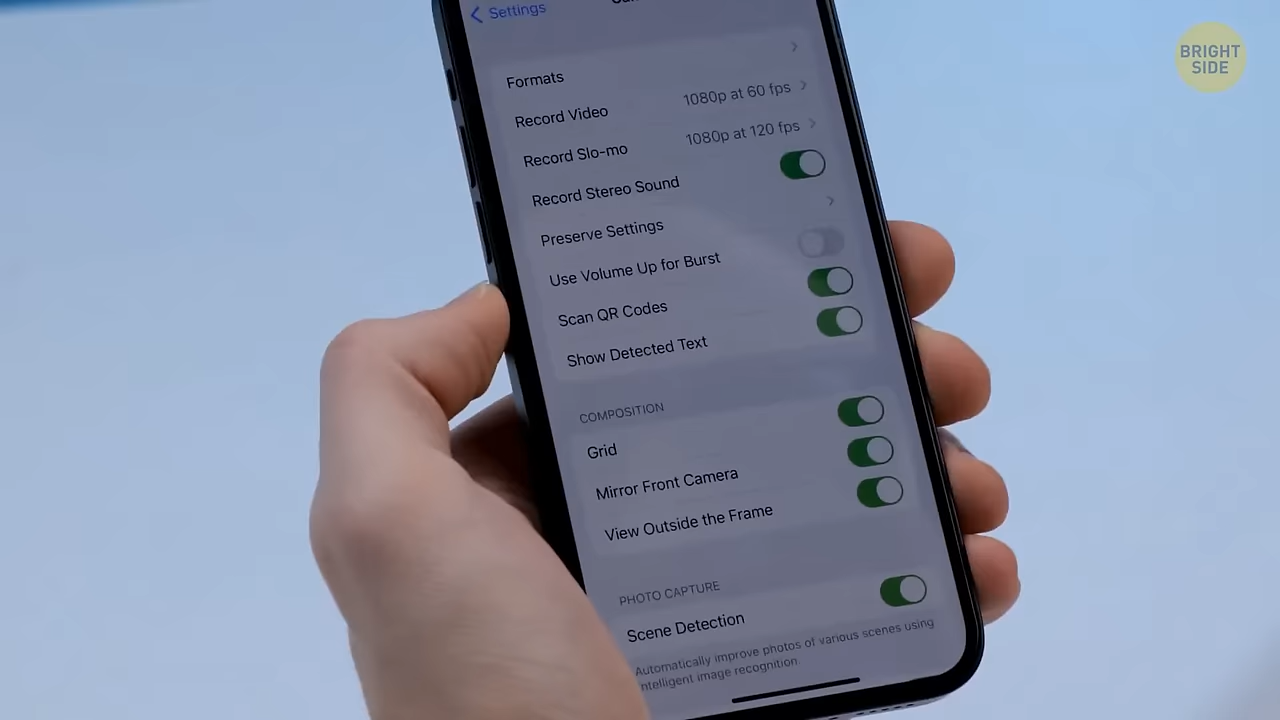 Settings
BRIGHT
SIDE
Formats
Record Video 1080p at 60 fps
Record Slo-mo 1080p at 120 fps
Record Stereo Sound
Preserve Settings
Use Volume Up for Burst
Scan QR Codes
Show Detected Text
COMPOSITION
Grid
Mirror Front Camera
View Outside the Frame
PHOTO CAPTURE
Scene Detection
Automatically improve photos of various scenes using
intelligent image recognition.